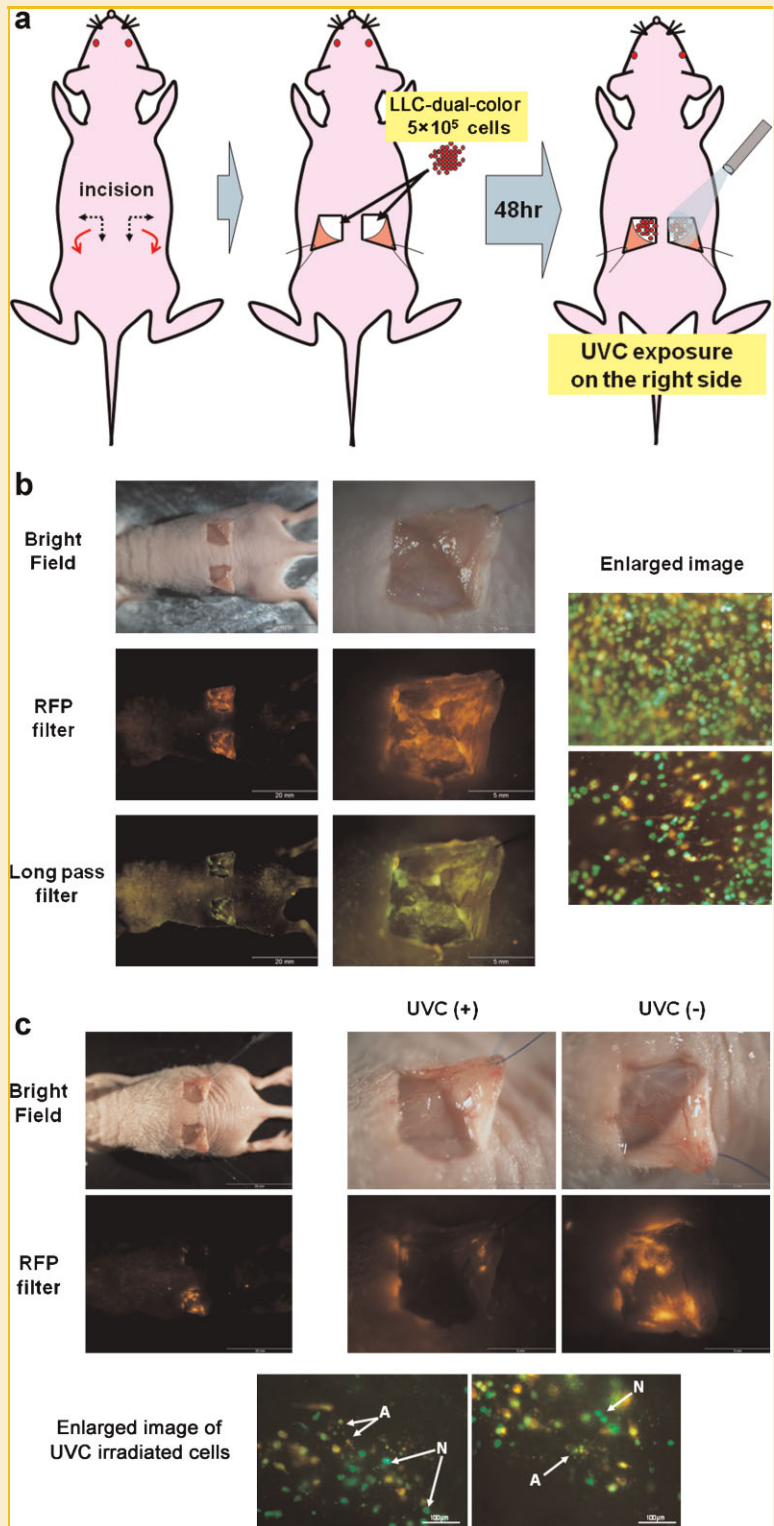 a
incision
LLC-dual-color
5×10⁵ cells
48hr
UVC exposure
on the right side
b
Bright
Field
RFP
filter
20 mm
5 mm
Long pass
filter
20 mm
5 mm
Enlarged image
c
UVC (+)
UVC (-)
Bright
Field
RFP
filter
Enlarged image of
UVC irradiated cells
A
N
100µm
N
A
100µm